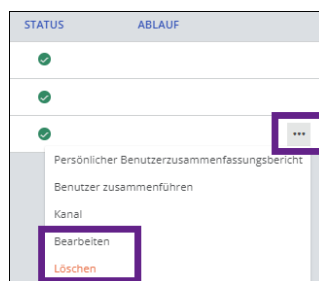 STATUS ABLAUF
...
Persönlicher Benutzerzusammenfassungsbericht
Benutzer zusammenführen
Kanal
Bearbeiten
Löschen